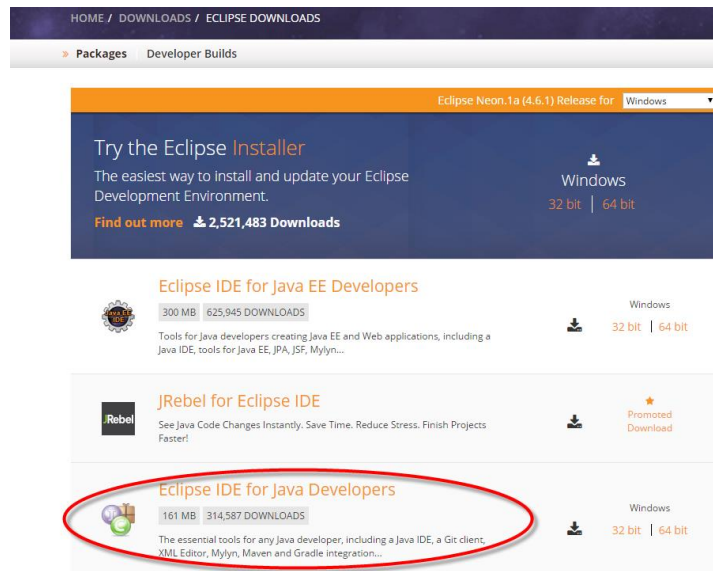 HOME / DOWNLOADS / ECLIPSE DOWNLOADS
» Packages Developer Builds
Eclipse Neon.1a (4.6.1) Release for Windows
Try the Eclipse Installer
The easiest way to install and update your Eclipse
Development Environment.
Find out more 2,521,483 Downloads
Windows
32 bit | 64 bit
Eclipse IDE for Java EE Developers
300 MB 625,945 DOWNLOADS
Tools for Java developers creating Java EE and Web applications, including a
Java IDE, tools for Java EE, JPA, JSF, Mylyn...
Java EE
IDE
Windows
32 bit | 64 bit
JRebel for Eclipse IDE
See Java Code Changes Instantly. Save Time. Reduce Stress. Finish Projects
Faster!
JRebel
Promoted
Download
Eclipse IDE for Java Developers
161 MB 314,587 DOWNLOADS
The essential tools for any Java developer, including a Java IDE, a Git client,
XML Editor, Mylyn, Maven and Gradle integration...
Windows
32 bit | 64 bit